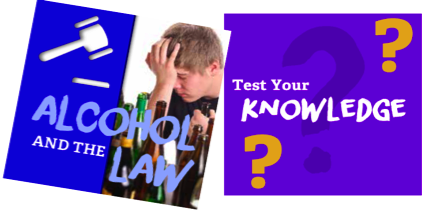 ALCOHOL
AND THE
LAW
Test Your
KNOWLEDGE
?
?
?